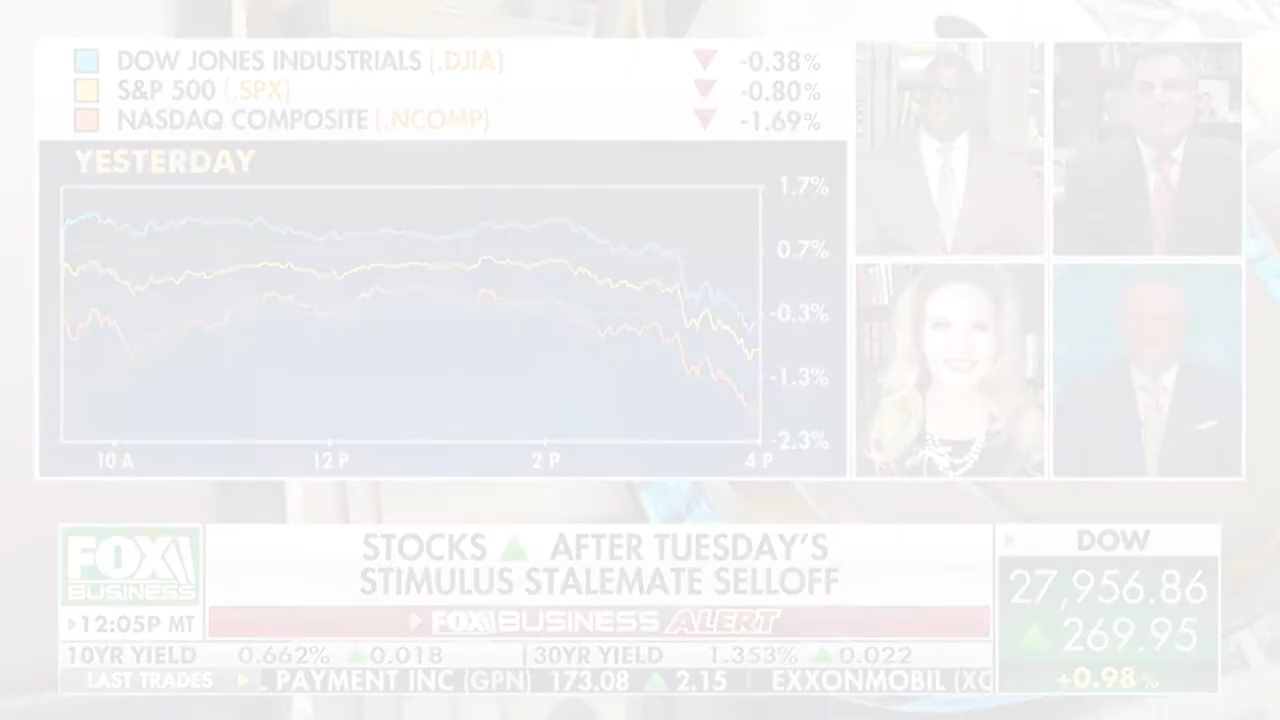 DOW JONES INDUSTRIALS (.DJIA) -0.38%
S&P 500 (.SPX) -0.80%
NASDAQ COMPOSITE (.NCOMP) -1.69%
YESTERDAY
1.7%
0.7%
-0.3%
-1.3%
-2.3%
10 A 12 P 2 P 4 P
FOX
BUSINESS
12:05P MT
STOCKS ▲ AFTER TUESDAY'S
STIMULUS STALEMATE SELLOFF
FOX BUSINESS ALERT
DOW
27,956.86
▲ 269.95
+0.98%
10YR YIELD 0.662% ▲ 0.018 | 30YR YIELD 1.353% ▲ 0.022
LAST TRADES L PAYMENT INC (GPN) 173.08 ▲ 2.15 | EXXONMOBIL (XO